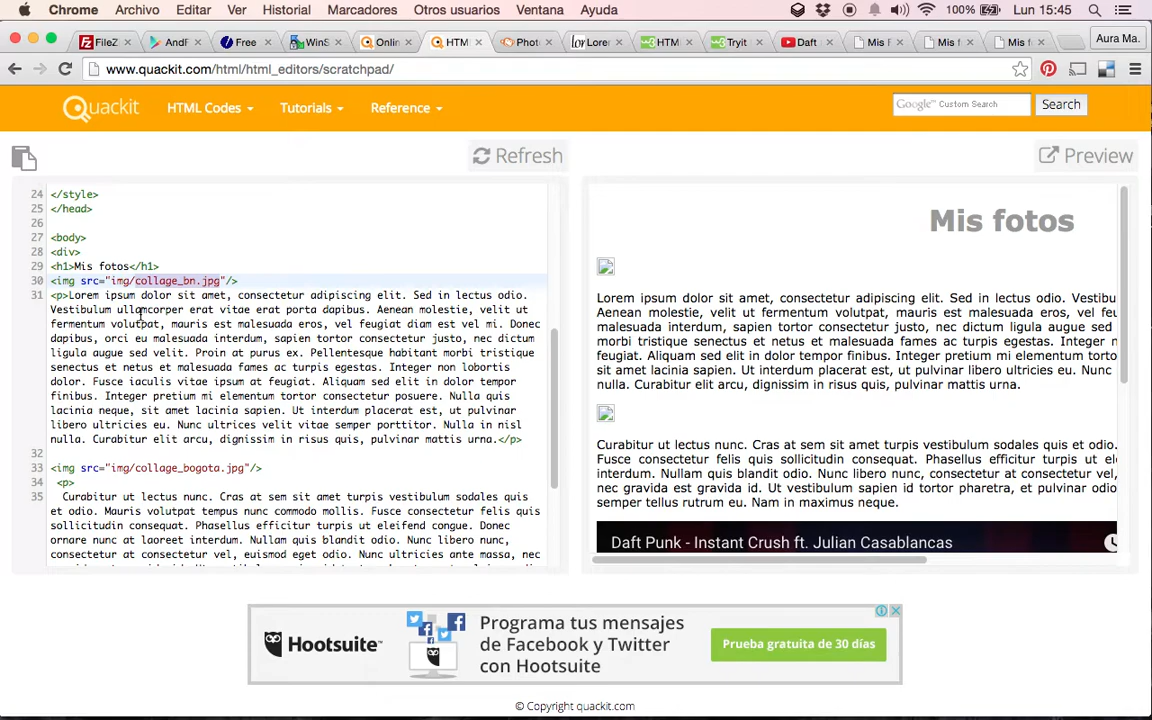 Chrome Archivo Editar Ver Historial Marcadores Otros usuarios Ventana Ayuda 100% Lun 15:45
FileZ AndF Free WinS Onlin HTML Photo Lorem HTML Tryit Daft Mis F Mis f Mis fo Aura Ma.
www.quackit.com/html/html_editors/scratchpad/
Quackit HTML Codes Tutorials Reference Google™ Custom Search Search
Refresh Preview
24 </style>
25 </head>
26
27 <body>
28 <div>
29 <h1>Mis fotos</h1>
30 <img src="img/collage_bn.jpg"/>
31 <p>Lorem ipsum dolor sit amet, consectetur adipiscing elit. Sed in lectus odio.
Vestibulum ullamcorper erat vitae erat porta dapibus. Aenean molestie, velit ut
fermentum volutpat, mauris est malesuada eros, vel feugiat diam est vel mi. Donec
dapibus, orci eu malesuada interdum, sapien tortor consectetur justo, nec dictum
ligula augue sed velit. Proin at purus ex. Pellentesque habitant morbi tristique
senectus et netus et malesuada fames ac turpis egestas. Integer non lobortis
dolor. Fusce iaculis vitae ipsum at feugiat. Aliquam sed elit in dolor tempor
finibus. Integer pretium mi elementum tortor consectetur posuere. Nulla quis
lacinia neque, sit amet lacinia sapien. Ut interdum placerat est, ut pulvinar
libero ultricies eu. Nunc ultrices velit vitae semper porttitor. Nulla in nisl
nulla. Curabitur elit arcu, dignissim in risus quis, pulvinar mattis urna.</p>
32
33 <img src="img/collage_bogota.jpg"/>
34 <p>
35 Curabitur ut lectus nunc. Cras at sem sit amet turpis vestibulum sodales quis
et odio. Mauris volutpat tempus nunc commodo mollis. Fusce consectetur felis quis
sollicitudin consequat. Phasellus efficitur turpis ut eleifend congue. Donec
ornare nunc at laoreet interdum. Nullam quis blandit odio. Nunc libero nunc,
consectetur at consectetur vel, euismod eget odio. Nunc ultricies ante massa, nec
Mis fotos
Lorem ipsum dolor sit amet, consectetur adipiscing elit. Sed in lectus odio. Vestibu
Aenean molestie, velit ut fermentum volutpat, mauris est malesuada eros, vel feu
malesuada interdum, sapien tortor consectetur justo, nec dictum ligula augue sed
morbi tristique senectus et netus et malesuada fames ac turpis egestas. Integer n
feugiat. Aliquam sed elit in dolor tempor finibus. Integer pretium mi elementum torto
sit amet lacinia sapien. Ut interdum placerat est, ut pulvinar libero ultricies eu. Nunc
nulla. Curabitur elit arcu, dignissim in risus quis, pulvinar mattis urna.
Curabitur ut lectus nunc. Cras at sem sit amet turpis vestibulum sodales quis et odio.
Fusce consectetur felis quis sollicitudin consequat. Phasellus efficitur turpis ut el
interdum. Nullam quis blandit odio. Nunc libero nunc, consectetur at consectetur vel,
nec gravida est gravida id. Ut vestibulum sapien id tortor pharetra, et pulvinar odio
semper tellus rutrum eu. Nam in maximus neque.
Daft Punk - Instant Crush ft. Julian Casablancas
Hootsuite™
Programa tus mensajes
de Facebook y Twitter
con Hootsuite
Prueba gratuita de 30 días
© Copyright quackit.com